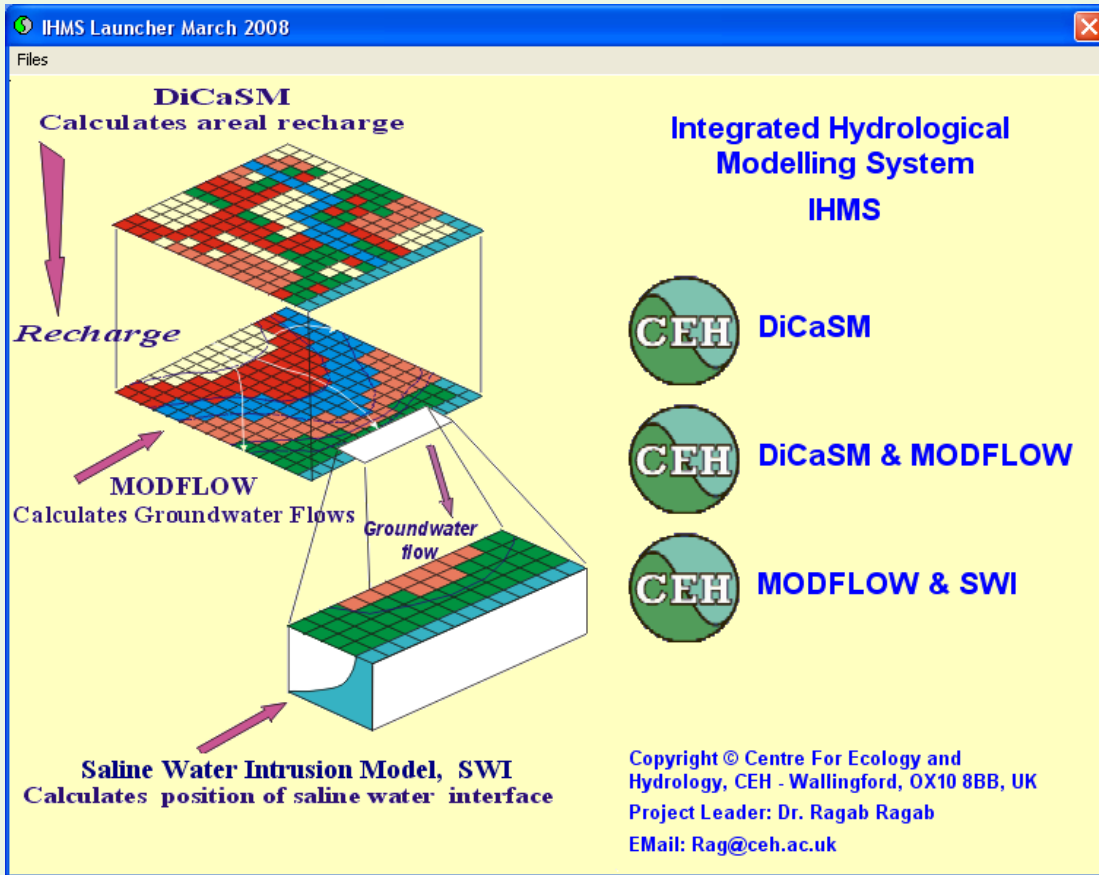 IHMS Launcher March 2008
Files
DiCaSM
Calculates areal recharge
Recharge
MODFLOW
Calculates Groundwater Flows
Groundwater
flow
Saline Water Intrusion Model, SWI
Calculates position of saline water interface
Integrated Hydrological
Modelling System
IHMS
CEH
DiCaSM
CEH
DiCaSM & MODFLOW
CEH
MODFLOW & SWI
Copyright © Centre For Ecology and
Hydrology, CEH - Wallingford, OX10 8BB, UK
Project Leader: Dr. Ragab Ragab
EMail: Rag@ceh.ac.uk